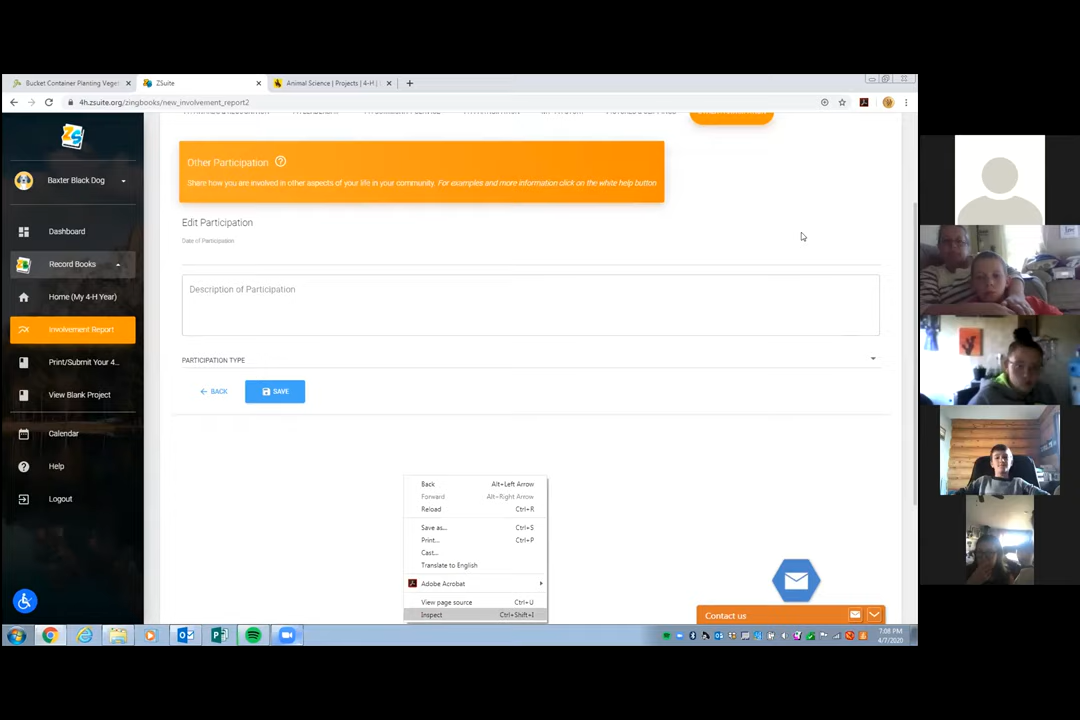 Bucket Container Planting Veget
ZSuite
Animal Science | Projects | 4-H |
4h.zsuite.org/zingbooks/new_involvement_report2
ZS
Baxter Black Dog
Dashboard
Record Books
Home (My 4-H Year)
Involvement Report
Print/Submit Your 4...
View Blank Project
Calendar
Help
Logout
Other Participation
Share how you are involved in other aspects of your life in your community. For examples and more information click on the white help button
Edit Participation
Date of Participation
Description of Participation
PARTICIPATION TYPE
BACK SAVE
Back Alt+Left Arrow
Forward Alt+Right Arrow
Reload Ctrl+R
Save as... Ctrl+S
Print... Ctrl+P
Cast...
Translate to English
Adobe Acrobat
View page source Ctrl+U
Inspect Ctrl+Shift+I
Contact us
7:08 PM
4/7/2020